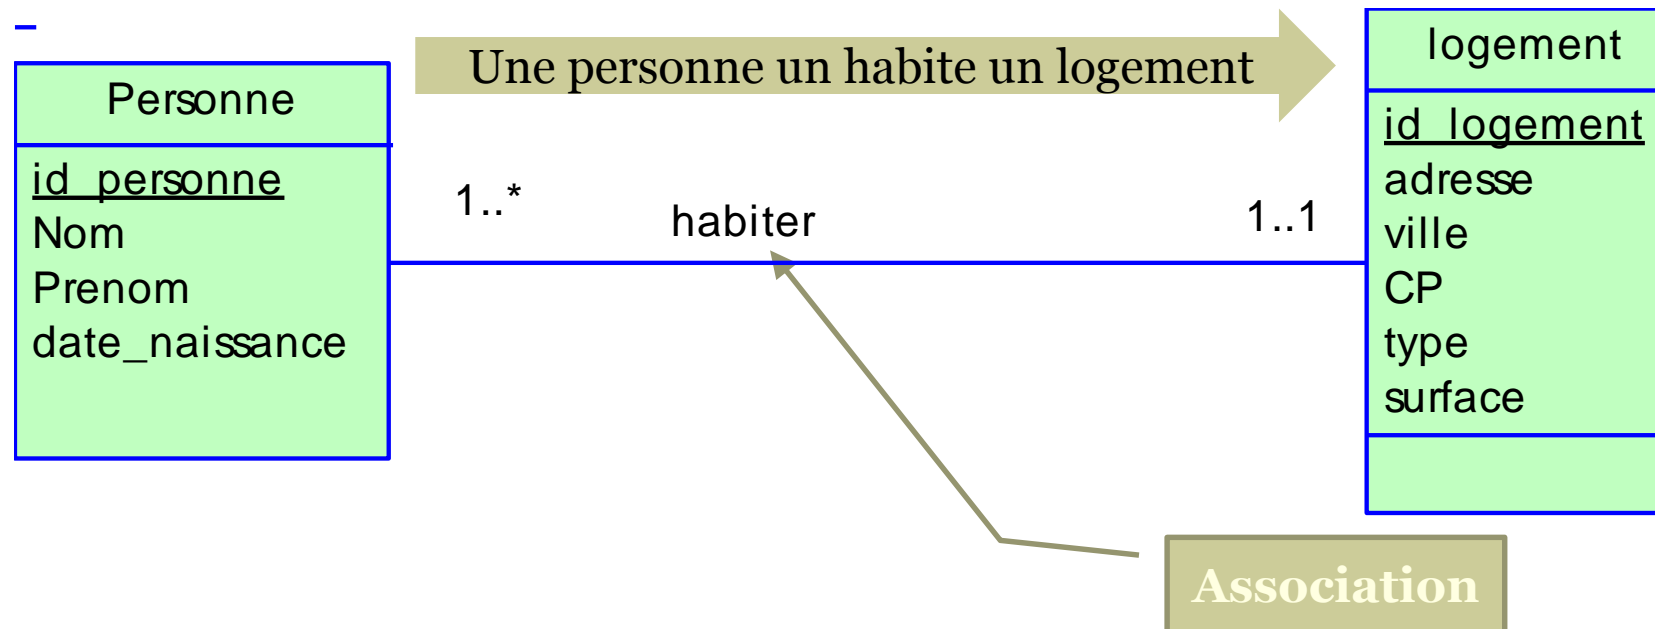 Une personne un habite un logement
Personne
id_personne
Nom
Prenom
date_naissance
1..*
habiter
1..1
logement
id_logement
adresse
ville
CP
type
surface
Association